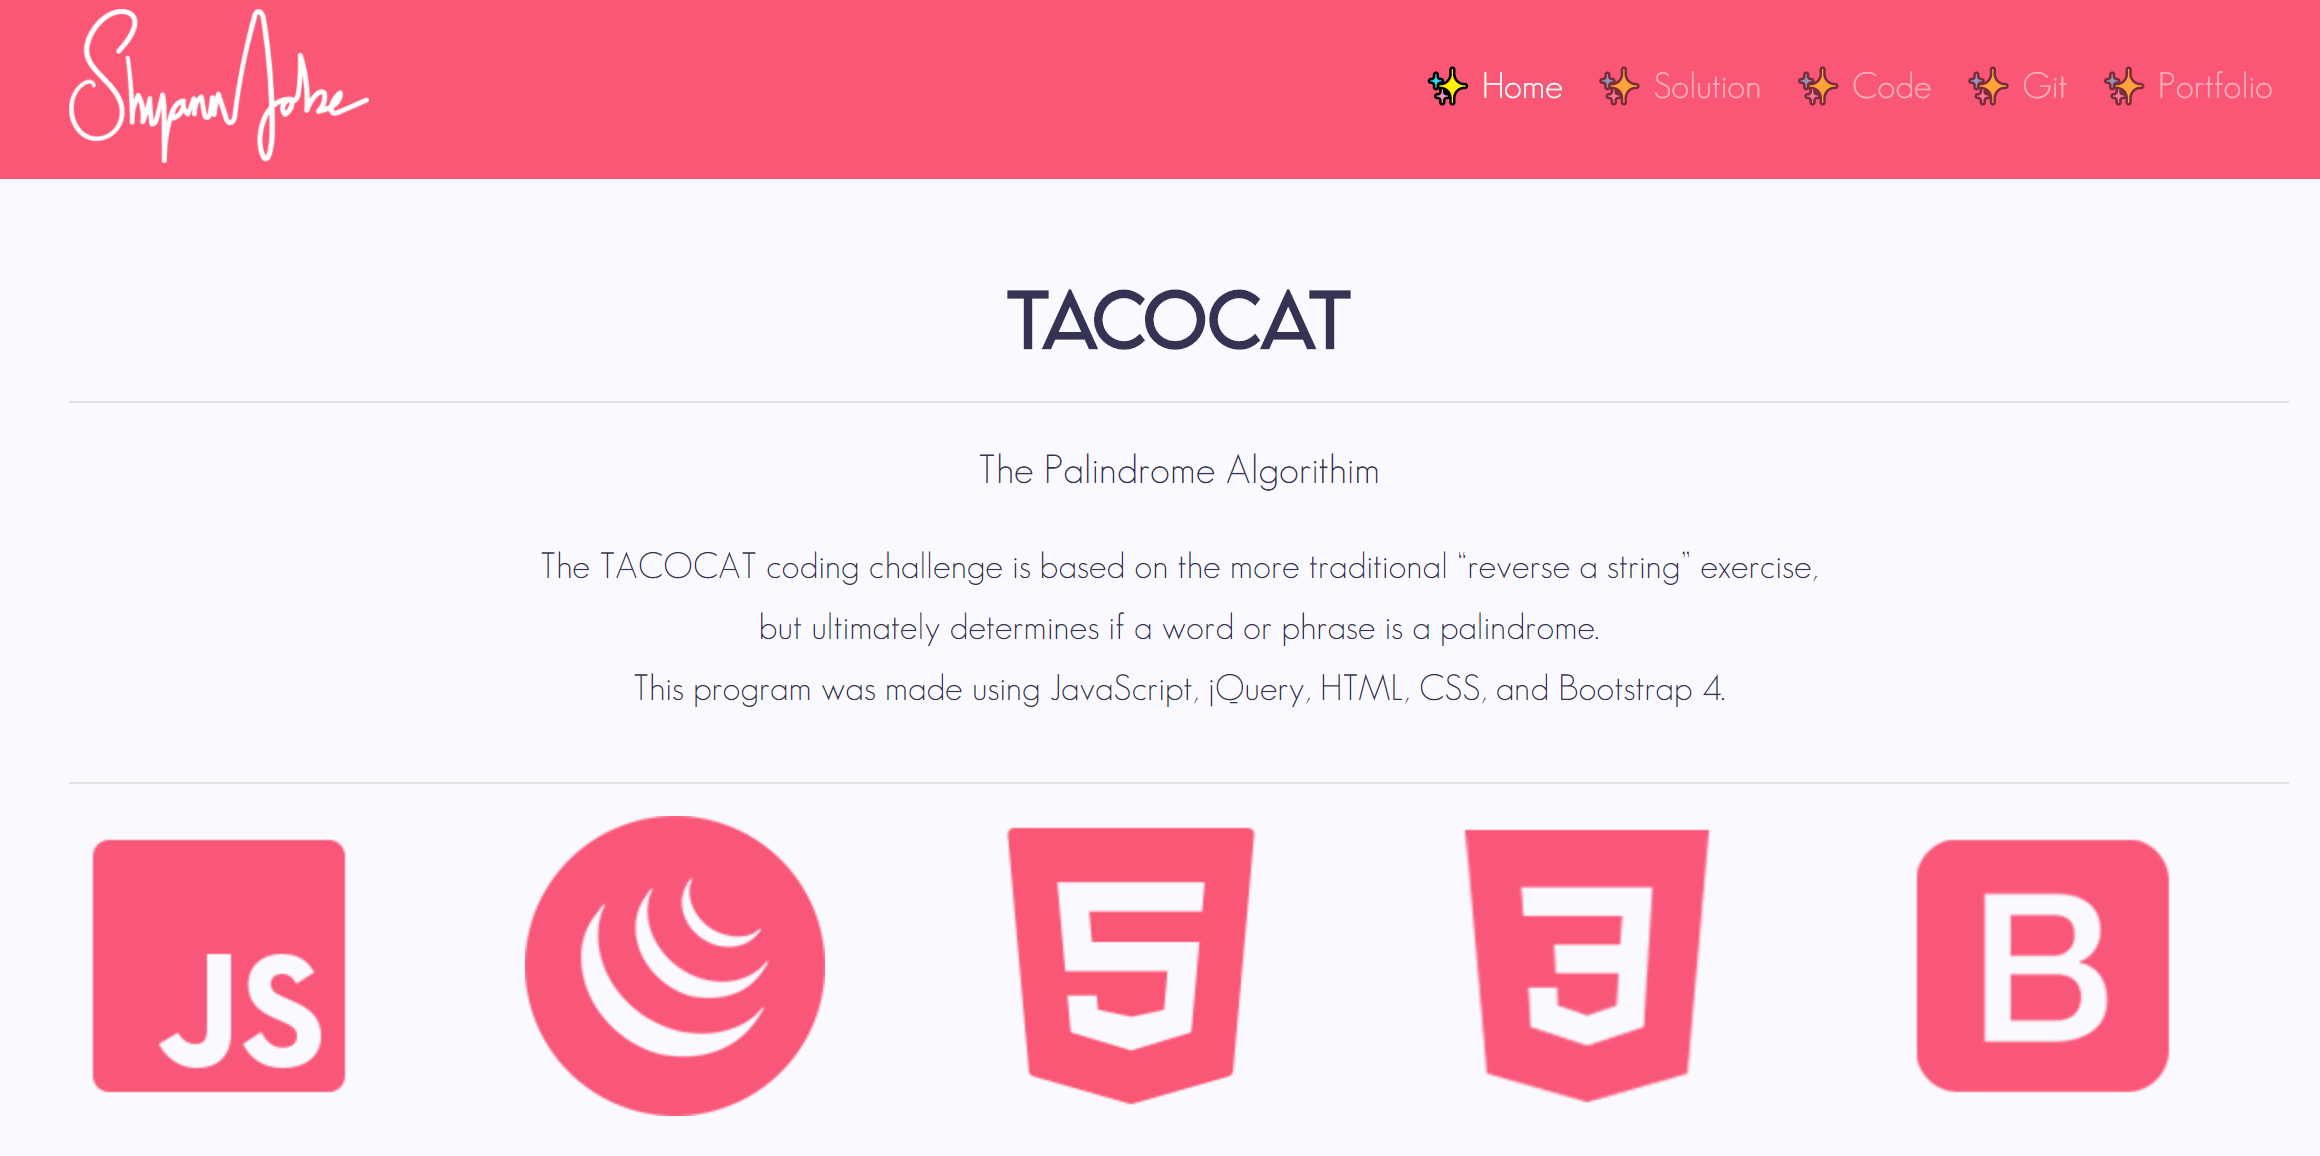 Shyann Jobe
Home Solution Code Git Portfolio
TACOCAT
The Palindrome Algorithim
The TACOCAT coding challenge is based on the more traditional “reverse a string” exercise,
but ultimately determines if a word or phrase is a palindrome.
This program was made using JavaScript, jQuery, HTML, CSS, and Bootstrap 4.
JS 5 3 B